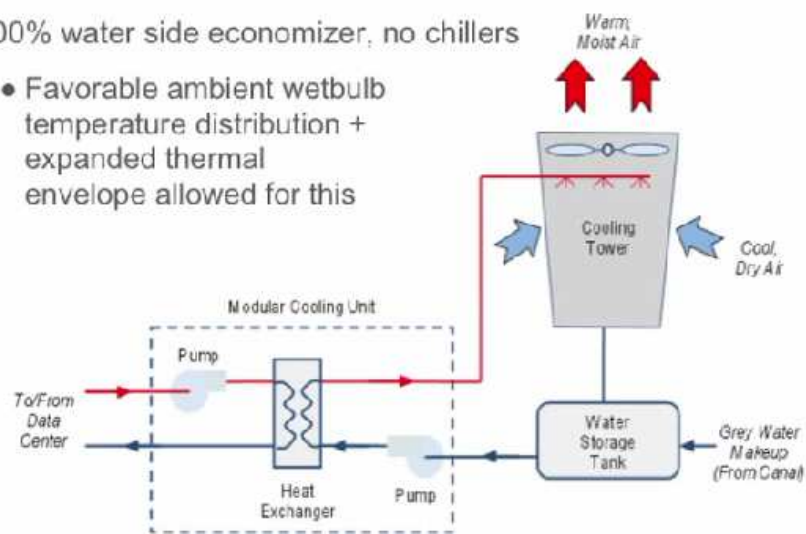 00% water side economizer, no chillers
● Favorable ambient wetbulb
temperature distribution +
expanded thermal
envelope allowed for this
Warm,
Moist Air
Cooling
Tower
Cool,
Dry Air
Modular Cooling Unit
Pump
To/From
Data
Center
Heat
Exchanger
Pump
Water
Storage
Tank
Grey Water
Makeup
(From Canal)